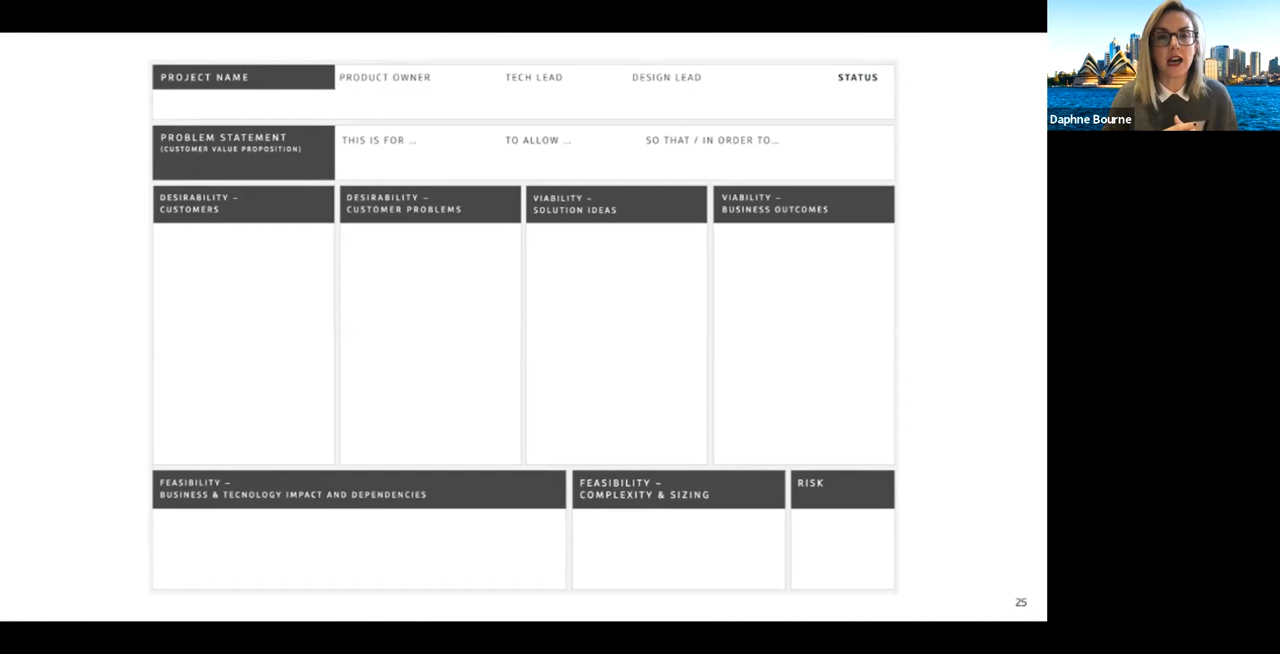 PROJECT NAME
PRODUCT OWNER
TECH LEAD
DESIGN LEAD
STATUS
PROBLEM STATEMENT
(CUSTOMER VALUE PROPOSITION)
THIS IS FOR ...
TO ALLOW ...
SO THAT / IN ORDER TO...
DESIRABILITY –
CUSTOMERS
DESIRABILITY –
CUSTOMER PROBLEMS
VIABILITY –
SOLUTION IDEAS
VIABILITY –
BUSINESS OUTCOMES
FEASIBILITY –
BUSINESS & TECNOLOGY IMPACT AND DEPENDENCIES
FEASIBILITY –
COMPLEXITY & SIZING
RISK
25
Daphne Bourne